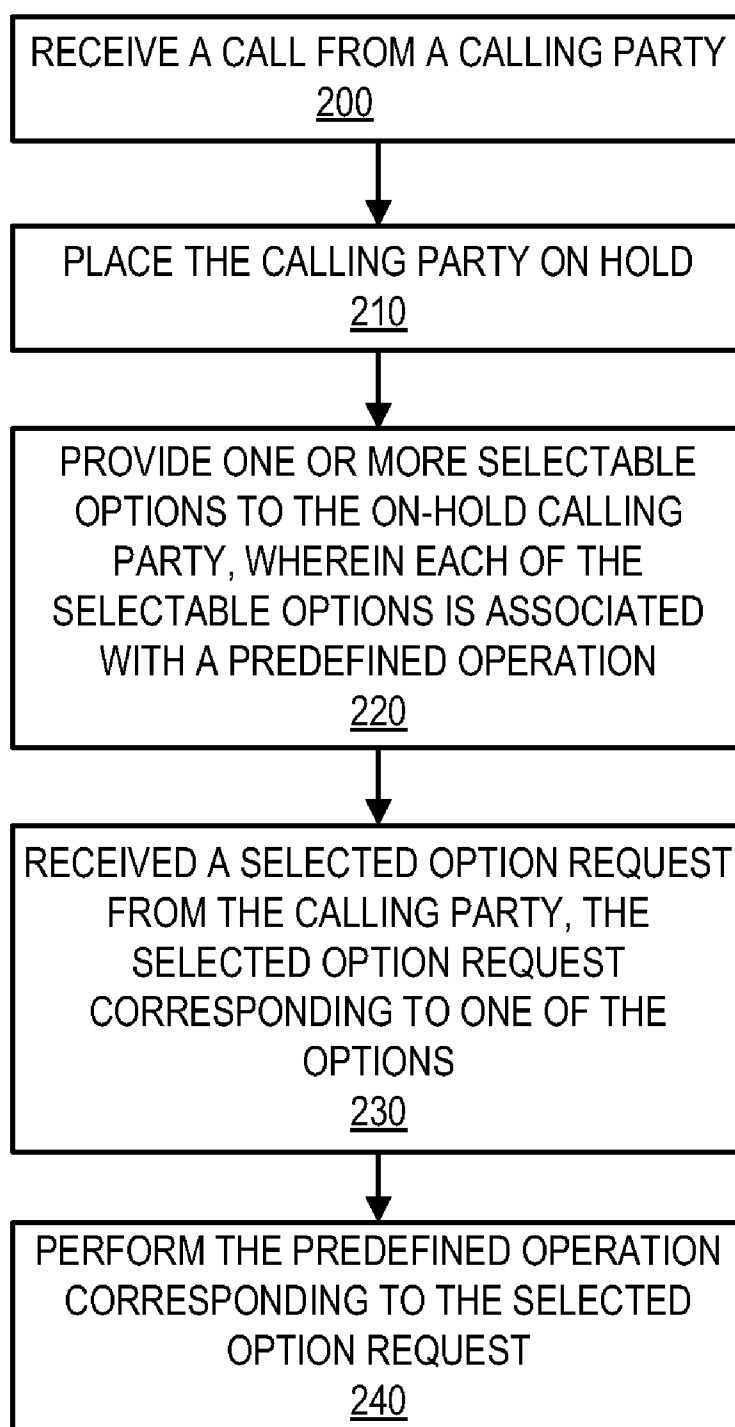 RECEIVE A CALL FROM A CALLING PARTY
200
PLACE THE CALLING PARTY ON HOLD
210
PROVIDE ONE OR MORE SELECTABLE
OPTIONS TO THE ON-HOLD CALLING
PARTY, WHEREIN EACH OF THE
SELECTABLE OPTIONS IS ASSOCIATED
WITH A PREDEFINED OPERATION
220
RECEIVED A SELECTED OPTION REQUEST
FROM THE CALLING PARTY, THE
SELECTED OPTION REQUEST
CORRESPONDING TO ONE OF THE
OPTIONS
230
PERFORM THE PREDEFINED OPERATION
CORRESPONDING TO THE SELECTED
OPTION REQUEST
240